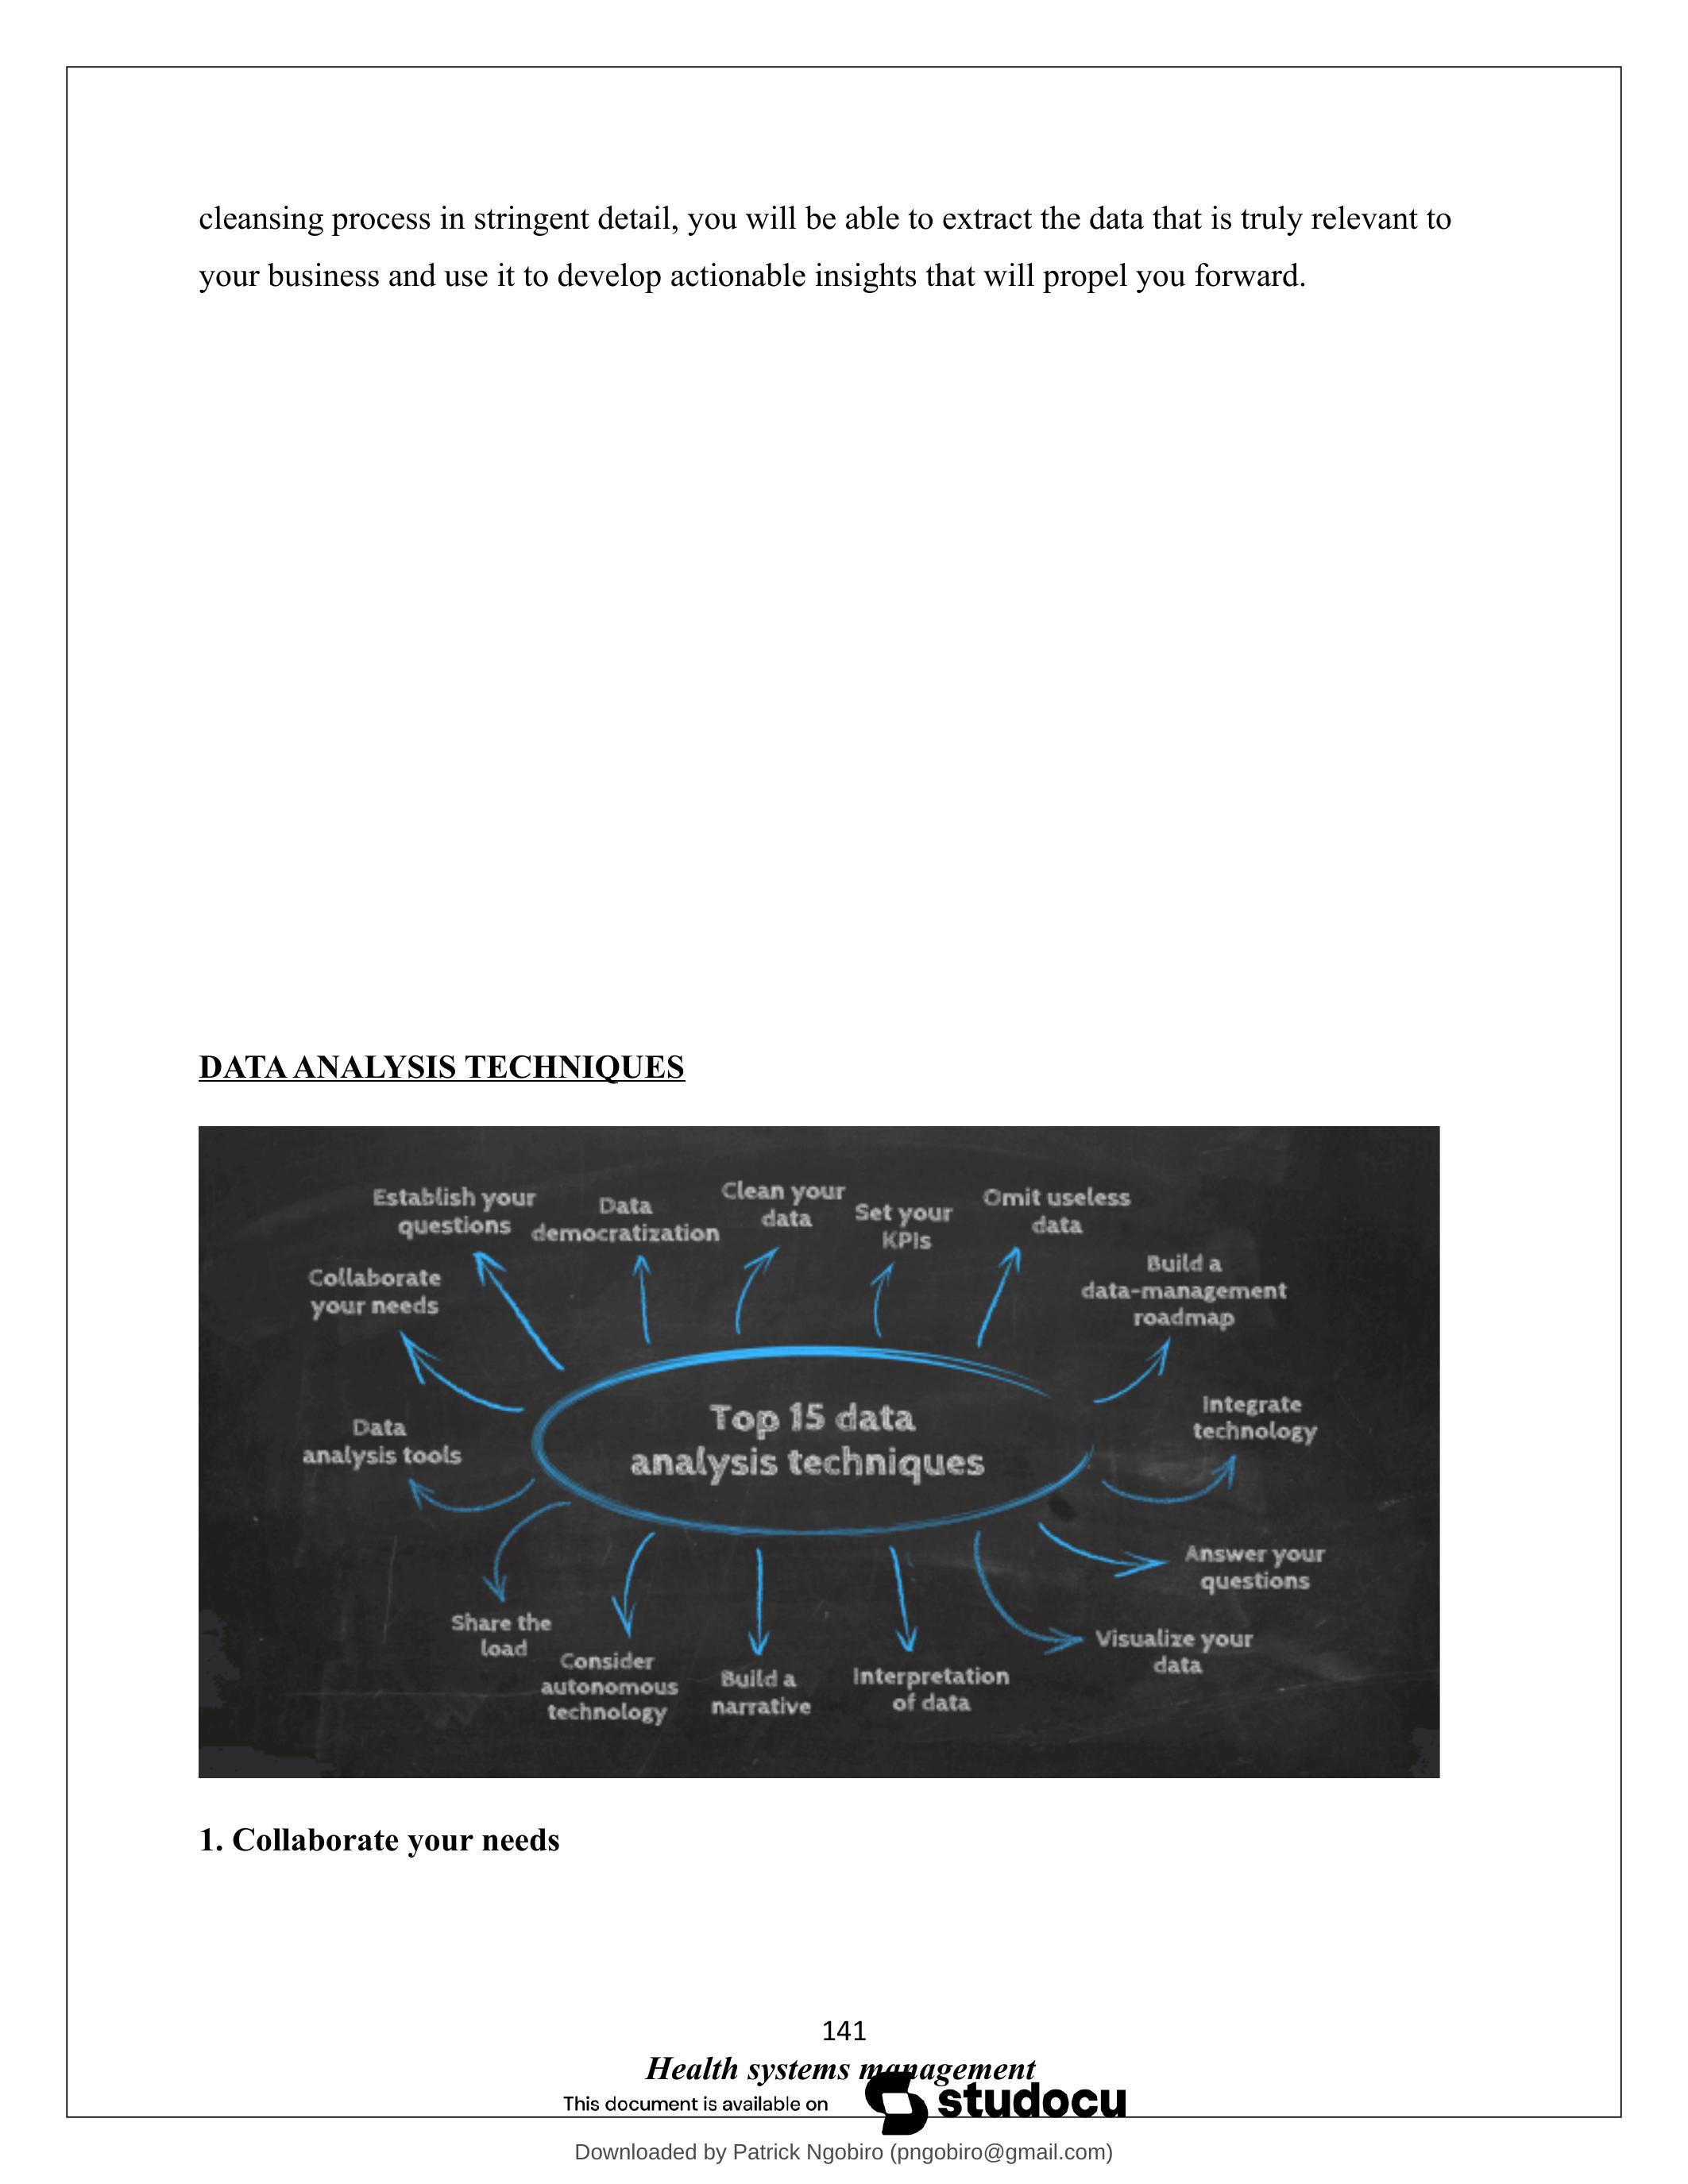 cleansing process in stringent detail, you will be able to extract the data that is truly relevant to
your business and use it to develop actionable insights that will propel you forward.
DATA ANALYSIS TECHNIQUES
Establish your
questions
Data
democratization
Clean your
data
Set your
KPIs
Omit useless
data
Collaborate
your needs
Build a
data-management
roadmap
Top 15 data
analysis techniques
Data
analysis tools
Integrate
technology
Answer your
questions
Share the
load
Consider
autonomous
technology
Build a
narrative
Interpretation
of data
Visualize your
data
1. Collaborate your needs
141
Health systems management
This document is available on
studocu
Downloaded by Patrick Ngobiro (pngobiro@gmail.com)